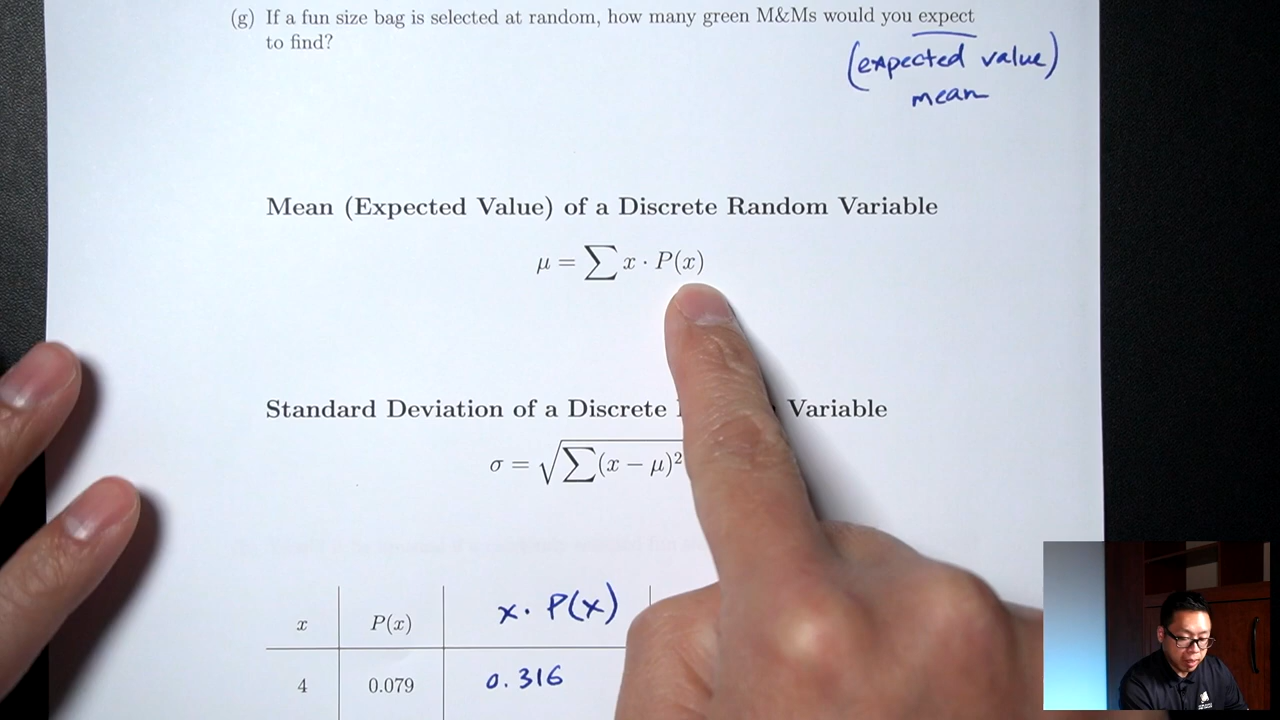 (g) If a fun size bag is selected at random, how many green M&Ms would you expect
to find?
(expected value)
mean
Mean (Expected Value) of a Discrete Random Variable
μ = ∑ x · P(x)
Standard Deviation of a Discrete Variable
σ = √∑(x − μ)²
x P(x) x · P(x)
4 0.079 0.316